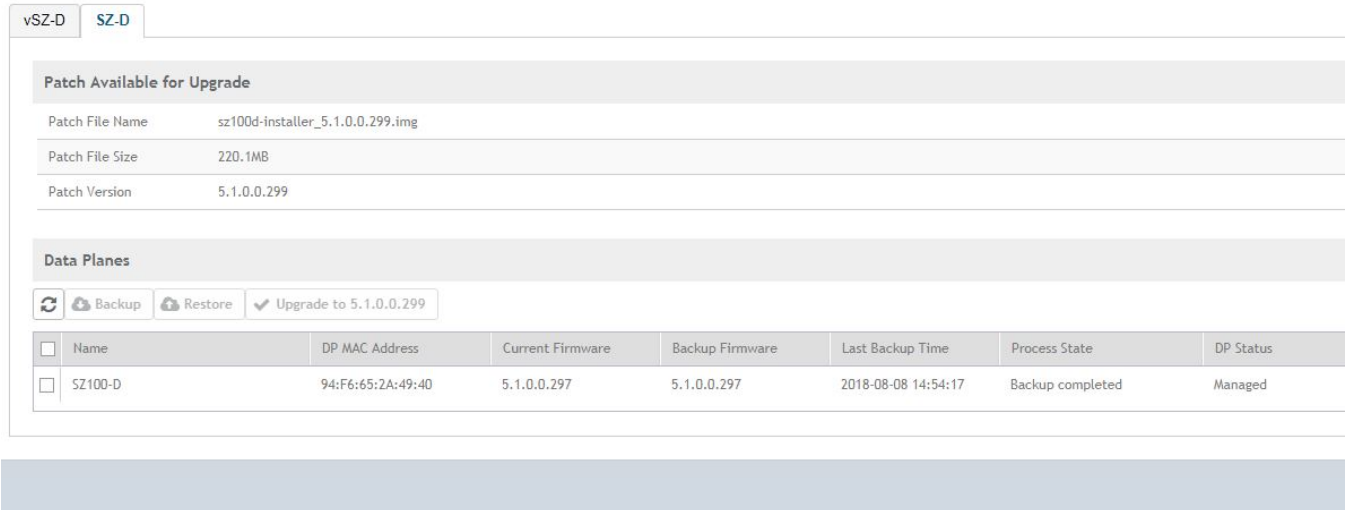 vSZ-D SZ-D
Patch Available for Upgrade
Patch File Name sz100d-installer_5.1.0.0.299.img
Patch File Size 220.1MB
Patch Version 5.1.0.0.299
Data Planes
Backup Restore Upgrade to 5.1.0.0.299
Name DP MAC Address Current Firmware Backup Firmware Last Backup Time Process State DP Status
SZ100-D 94:F6:65:2A:49:40 5.1.0.0.297 5.1.0.0.297 2018-08-08 14:54:17 Backup completed Managed